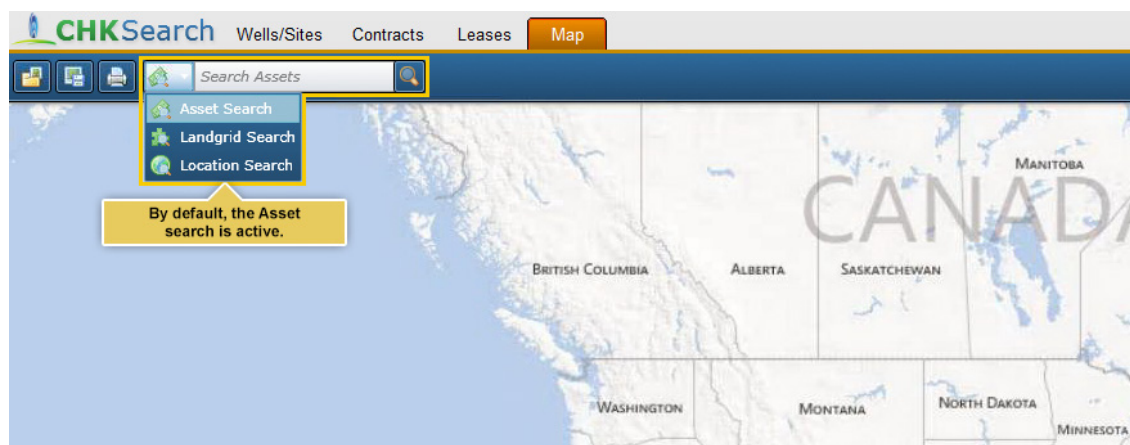 CHKSearch Wells/Sites Contracts Leases Map
Search Assets
Asset Search
Landgrid Search
Location Search
By default, the Asset
search is active.
MANITOBA
CANADA
BRITISH COLUMBIA ALBERTA SASKATCHEWAN
WASHINGTON MONTANA NORTH DAKOTA
MINNESOTA